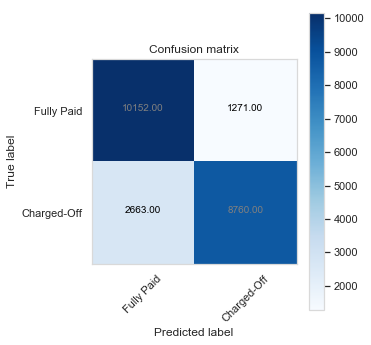 Confusion matrix
True label
Fully Paid
Charged-Off
10152.00
1271.00
2663.00
8760.00
Fully Paid
Charged-Off
Predicted label
10000
9000
8000
7000
6000
5000
4000
3000
2000